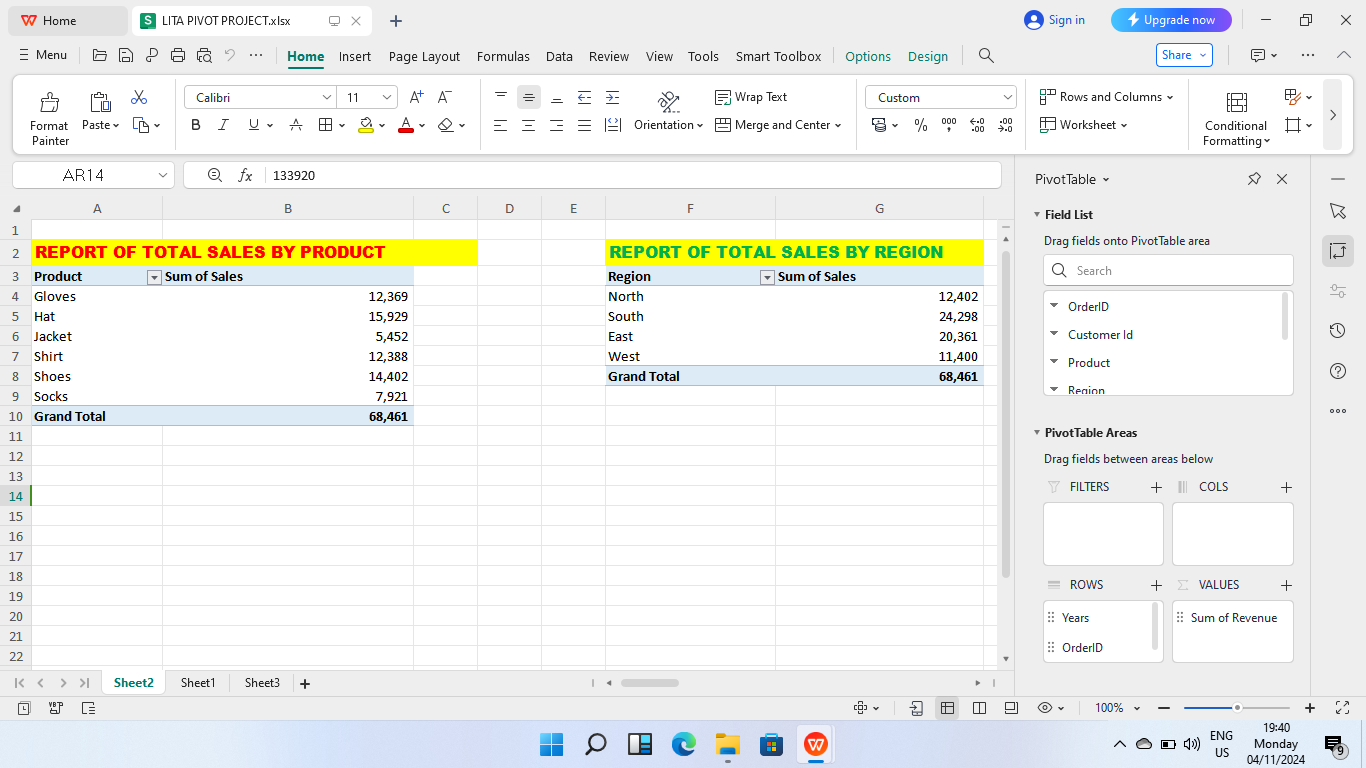 Home
LITA PIVOT PROJECT.xlsx
Sign in
Upgrade now
Menu
Home Insert Page Layout Formulas Data Review View Tools Smart Toolbox Options Design
Share
Format
Painter
Paste
Calibri
11
Wrap Text
Orientation
Merge and Center
Custom
Rows and Columns
Worksheet
Conditional
Formatting
AR14
133920
A B C D E F G
1
2 REPORT OF TOTAL SALES BY PRODUCT REPORT OF TOTAL SALES BY REGION
3 Product Sum of Sales Region Sum of Sales
4 Gloves 12,369 North 12,402
5 Hat 15,929 South 24,298
6 Jacket 5,452 East 20,361
7 Shirt 12,388 West 11,400
8 Shoes 14,402 Grand Total 68,461
9 Socks 7,921
10 Grand Total 68,461
11
12
13
14
15
16
17
18
19
20
21
22
PivotTable
Field List
Drag fields onto PivotTable area
Search
OrderID
Customer Id
Product
Region
PivotTable Areas
Drag fields between areas below
FILTERS
COLS
ROWS
VALUES
Years
OrderID
Sum of Revenue
Sheet2 Sheet1 Sheet3
100%
ENG
US
19:40
Monday
04/11/2024
9